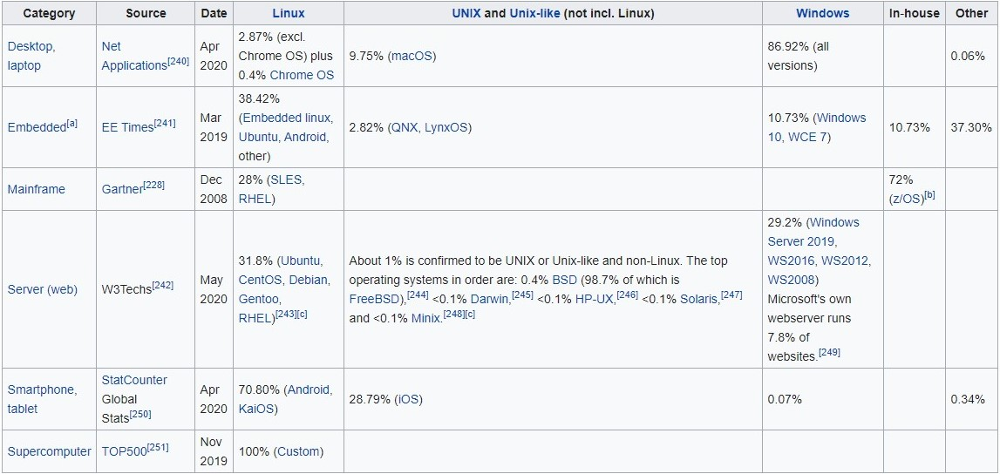 Category Source Date Linux UNIX and Unix-like (not incl. Linux) Windows In-house Other
Desktop,
laptop
Net
Applications[240]
Apr
2020
2.87% (excl.
Chrome OS) plus
0.4% Chrome OS
9.75% (macOS)
86.92% (all
versions)
0.06%
Embedded[a]
EE Times[241]
Mar
2019
38.42%
(Embedded linux,
Ubuntu, Android,
other)
2.82% (QNX, LynxOS)
10.73% (Windows
10, WCE 7)
10.73%
37.30%
Mainframe
Gartner[228]
Dec
2008
28% (SLES,
RHEL)
72%
(z/OS)[b]
Server (web)
W3Techs[242]
May
2020
31.8% (Ubuntu,
CentOS, Debian,
Gentoo,
RHEL)[243][c]
About 1% is confirmed to be UNIX or Unix-like and non-Linux. The top
operating systems in order are: 0.4% BSD (98.7% of which is
FreeBSD),[244] <0.1% Darwin,[245] <0.1% HP-UX,[246] <0.1% Solaris,[247]
and <0.1% Minix.[248][c]
29.2% (Windows
Server 2019,
WS2016, WS2012,
WS2008)
Microsoft's own
webserver runs
7.8% of
websites.[249]
Smartphone,
tablet
StatCounter
Global
Stats[250]
Apr
2020
70.80% (Android,
KaiOS)
28.79% (iOS)
0.07%
0.34%
Supercomputer
TOP500[251]
Nov
2019
100% (Custom)